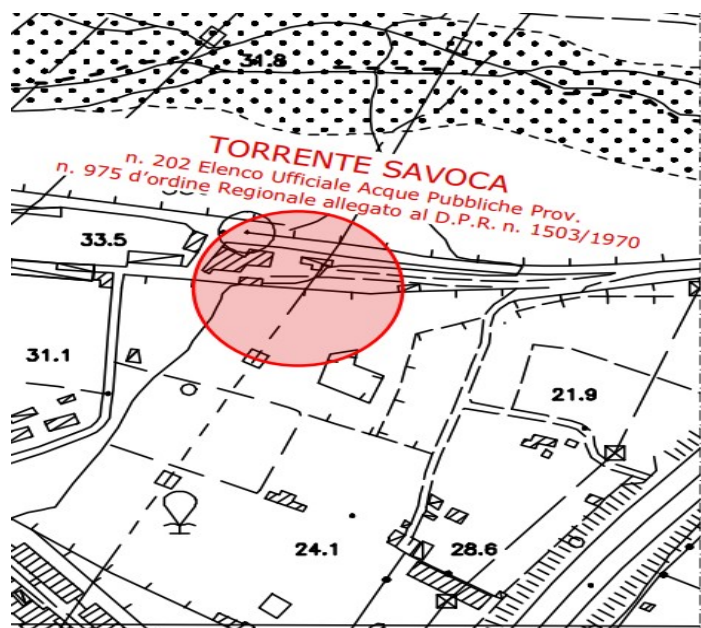 31.8
TORRENTE SAVOCA
n. 202 Elenco Ufficiale Acque Pubbliche Prov.
n. 975 d'ordine Regionale allegato al D.P.R. n. 1503/1970
33.5
31.1
21.9
24.1
28.6